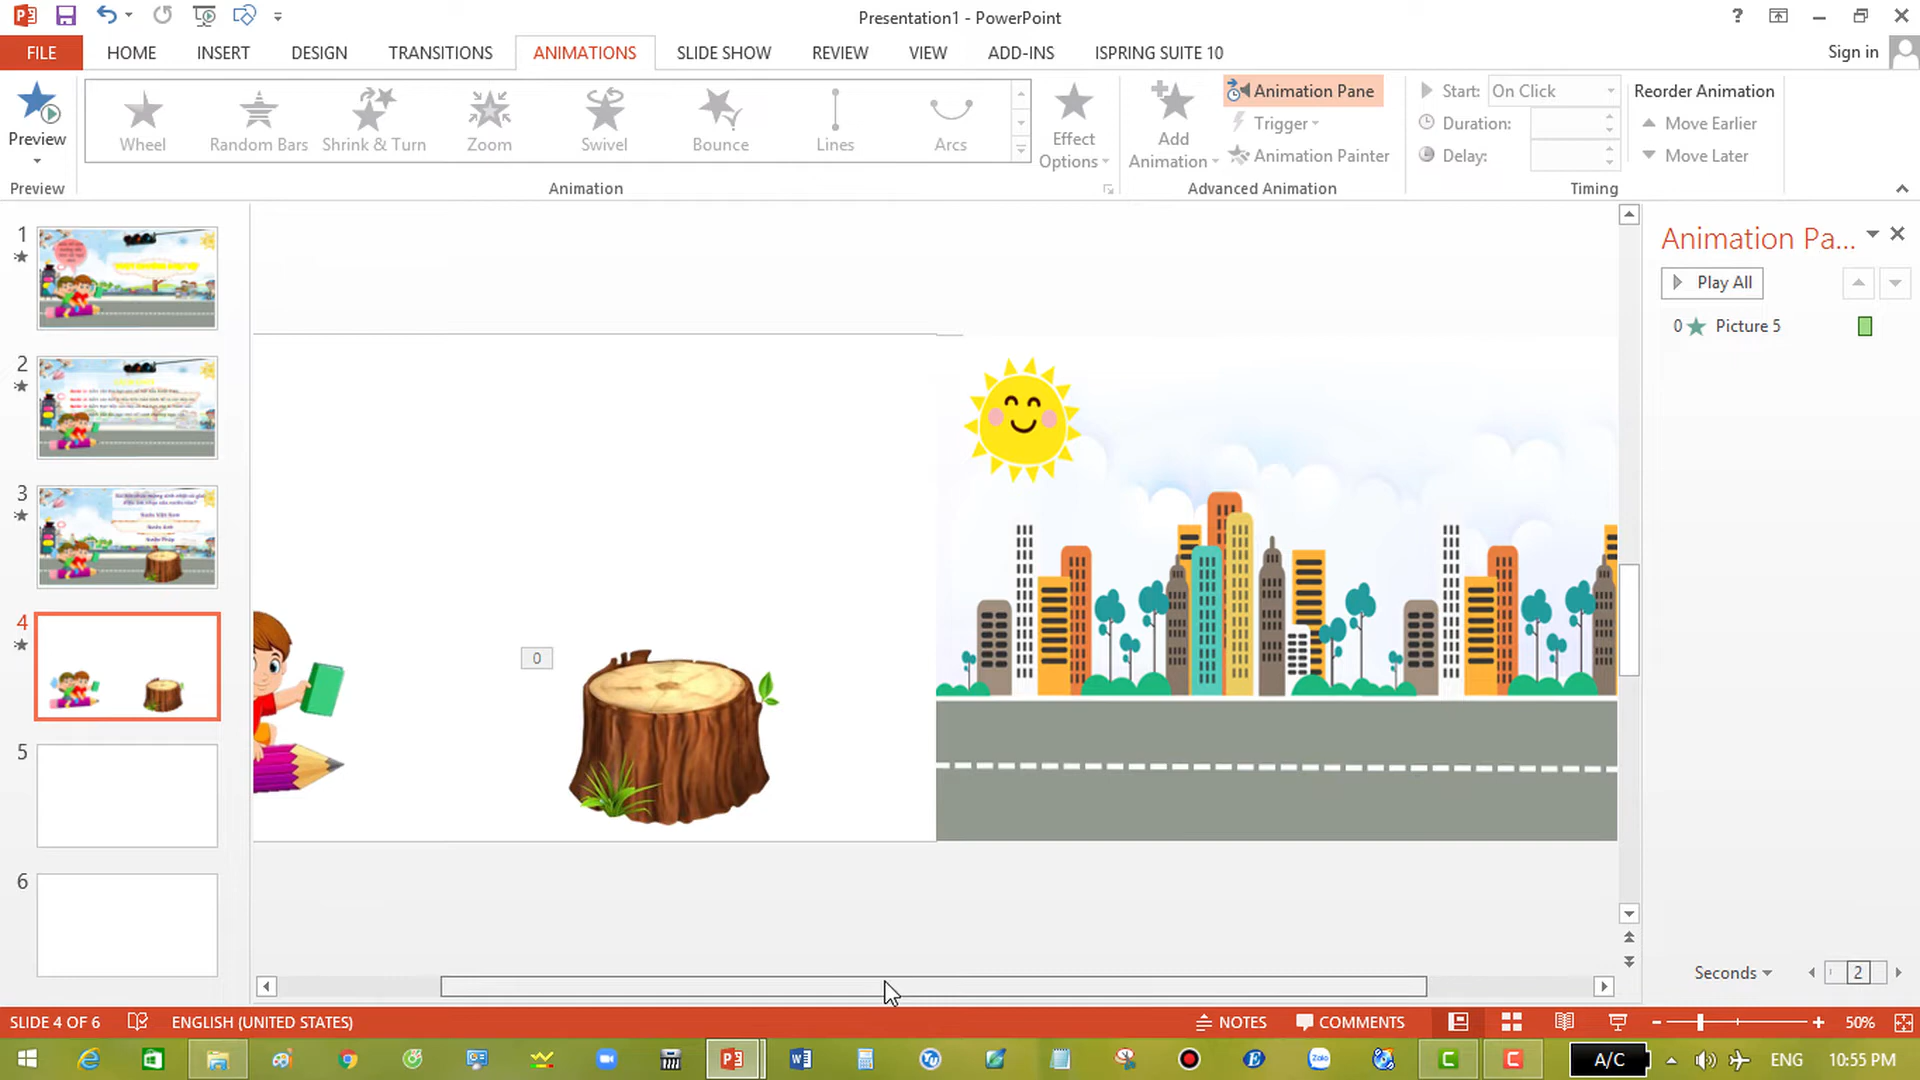 Presentation1 - PowerPoint
?
FILE HOME INSERT DESIGN TRANSITIONS ANIMATIONS SLIDE SHOW REVIEW VIEW ADD-INS ISPRING SUITE 10 Sign in
Preview
Wheel Random Bars Shrink & Turn Zoom Swivel Bounce Lines Arcs
Effect Options
Add Animation
Animation Pane
Trigger
Animation Painter
Start: On Click
Duration:
Delay:
Reorder Animation
Move Earlier
Move Later
Preview Animation Advanced Animation Timing
1
2
3
4
5
6
0
Animation Pa...
Play All
0 Picture 5
Seconds 2
SLIDE 4 OF 6 ENGLISH (UNITED STATES) NOTES COMMENTS 50%
A/C ENG 10:55 PM